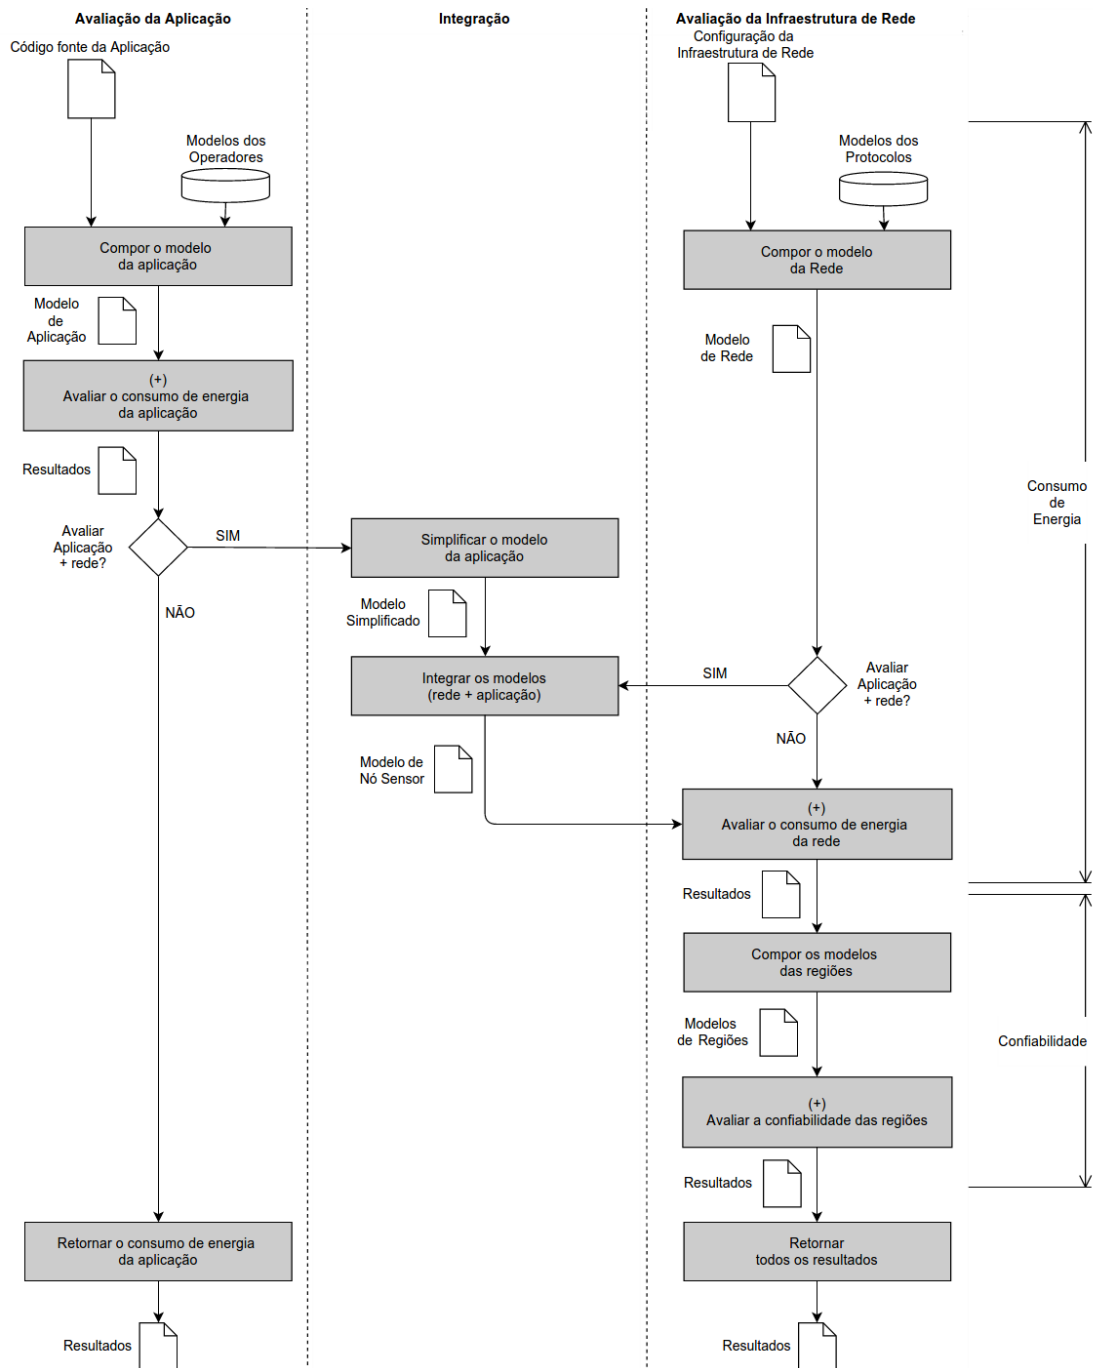 Avaliação da Aplicação
Integração
Avaliação da Infraestrutura de Rede
Código fonte da Aplicação
Configuração da
Infraestrutura de Rede
Modelos dos
Operadores
Modelos dos
Protocolos
Compor o modelo
da aplicação
Compor o modelo
da Rede
Modelo
de
Aplicação
Modelo
de Rede
(+)
Avaliar o consumo de energia
da aplicação
Resultados
Consumo
de
Energia
Avaliar
Aplicação
+ rede?
SIM
NÃO
Simplificar o modelo
da aplicação
Modelo
Simplificado
Integrar os modelos
(rede + aplicação)
SIM
Avaliar
Aplicação
+ rede?
NÃO
Modelo de
Nó Sensor
(+)
Avaliar o consumo de energia
da rede
Resultados
Compor os modelos
das regiões
Modelos
de Regiões
Confiabilidade
(+)
Avaliar a confiabilidade das regiões
Resultados
Retornar o consumo de energia
da aplicação
Retornar
todos os resultados
Resultados
Resultados